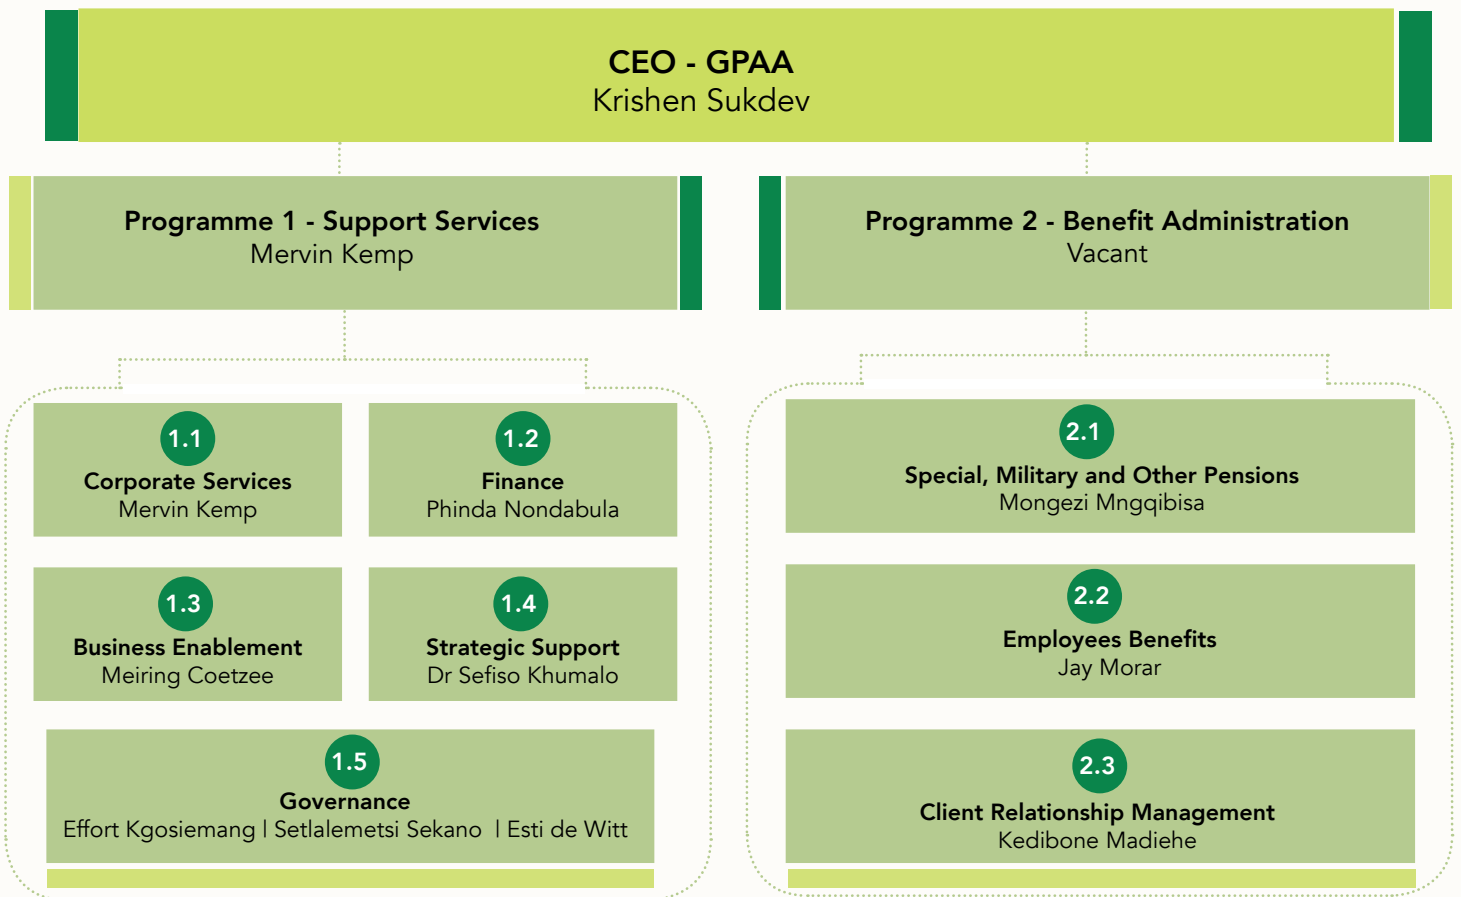 CEO - GPAA
Krishen Sukdev
Programme 1 - Support Services
Mervin Kemp
Programme 2 - Benefit Administration
Vacant
1.1
Corporate Services
Mervin Kemp
1.2
Finance
Phinda Nondabula
1.3
Business Enablement
Meiring Coetzee
1.4
Strategic Support
Dr Sefiso Khumalo
1.5
Governance
Effort Kgosiemang | Setlalemetsi Sekano | Esti de Witt
2.1
Special, Military and Other Pensions
Mongezi Mngqibisa
2.2
Employees Benefits
Jay Morar
2.3
Client Relationship Management
Kedibone Madiehe